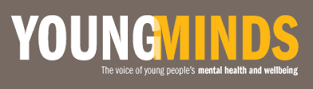 YOUNGMINDS
The voice of young people's mental health and wellbeing